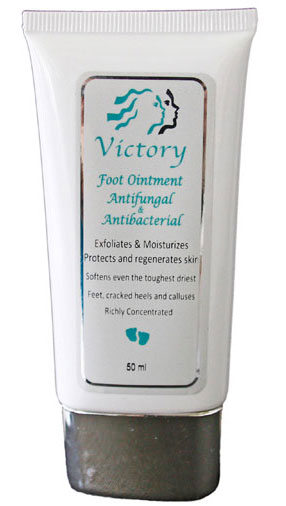 Victory
Foot Ointment
Antifungal
&
Antibacterial
Exfoliates & Moisturizes
Protects and regenerates skin
Softens even the toughest driest
Feet, cracked heels and calluses
Richly Concentrated
50 ml